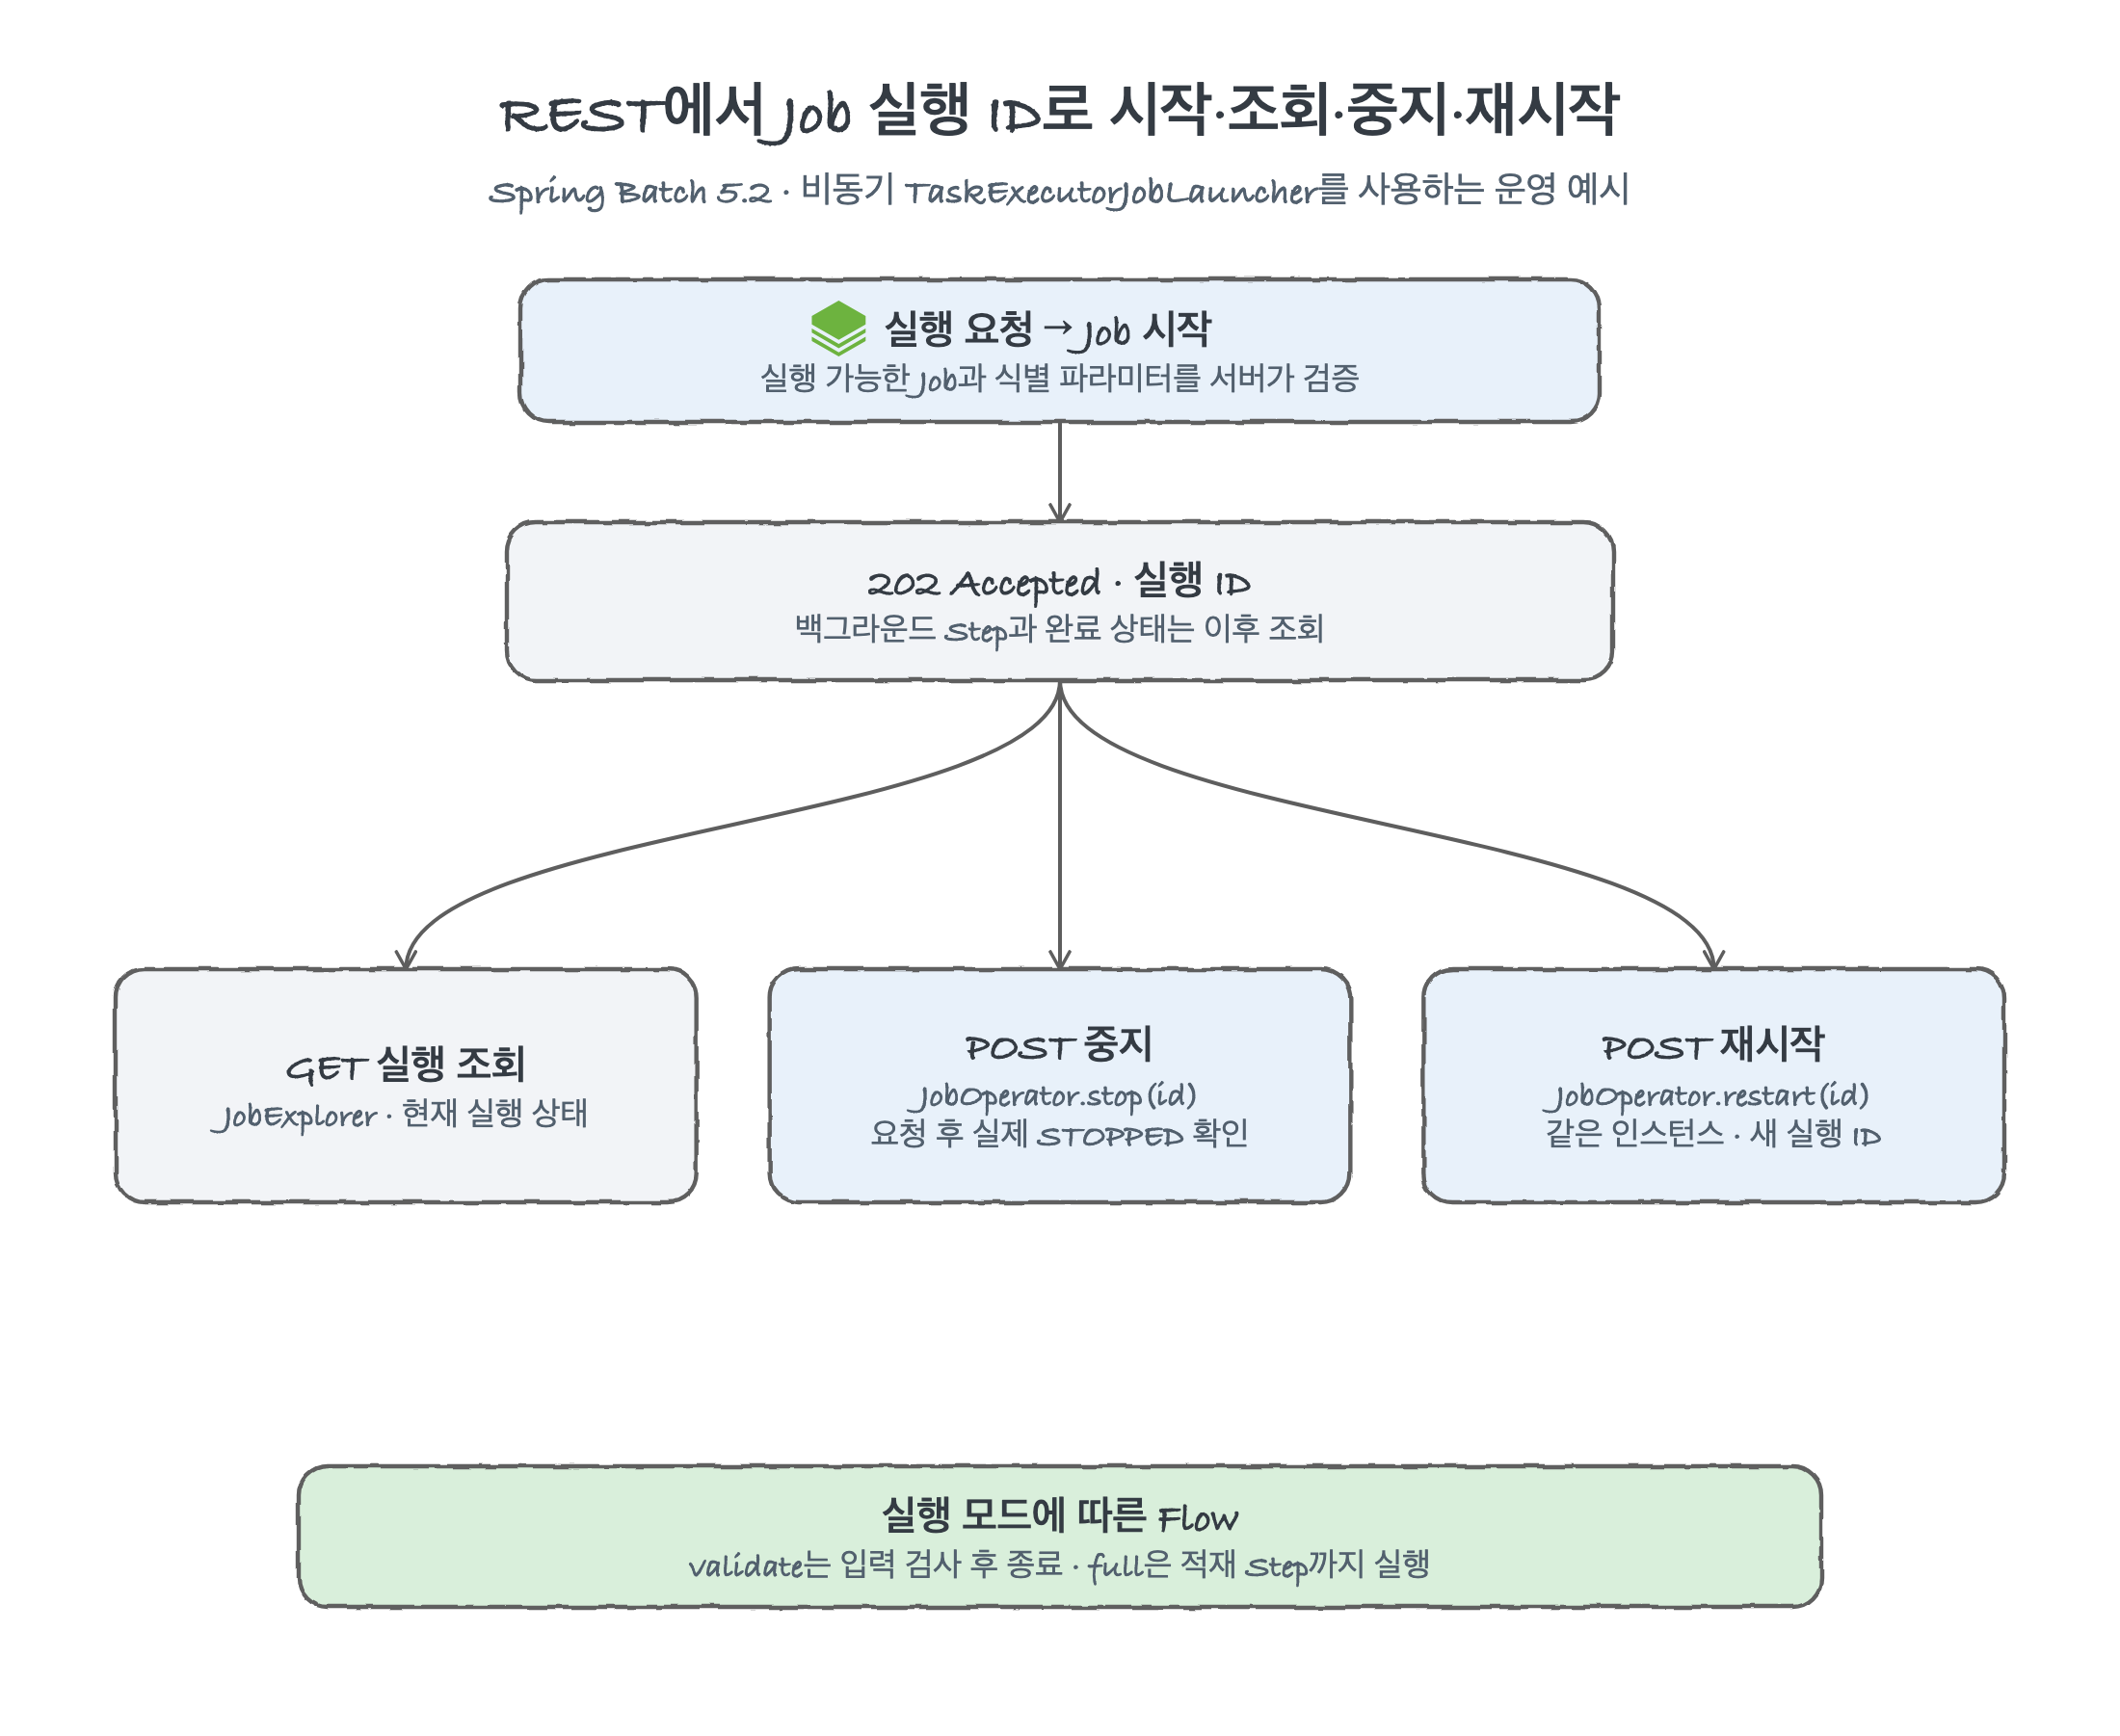 REST에서 Job 실행 ID로 시작·조회·중지·재시작
Spring Batch 5.2 · 비동기 TaskExecutorJobLauncher를 사용하는 운영 예시
실행 요청 → Job 시작
실행 가능한 Job과 식별 파라미터를 서버가 검증
202 Accepted · 실행 ID
백그라운드 Step과 완료 상태는 이후 조회
GET 실행 조회
JobExplorer · 현재 실행 상태
POST 중지
JobOperator.stop(id)
요청 후 실제 STOPPED 확인
POST 재시작
JobOperator.restart(id)
같은 인스턴스 · 새 실행 ID
실행 모드에 따른 Flow
validate는 입력 검사 후 종료 · full은 적재 Step까지 실행